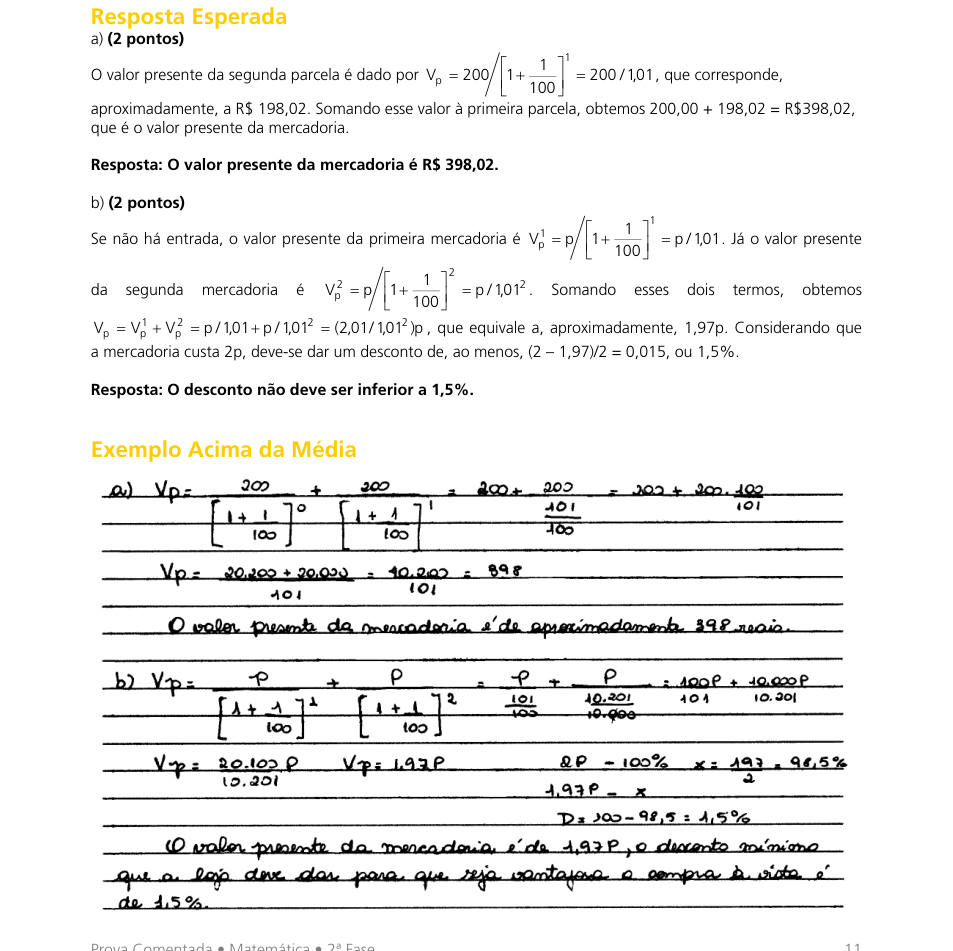 Resposta Esperada
a) (2 pontos)
O valor presente da segunda parcela é dado por Vp = 200/[1+ 1/100]^1 = 200 / 1,01, que corresponde,
aproximadamente, a R$ 198,02. Somando esse valor à primeira parcela, obtemos 200,00 + 198,02 = R$398,02,
que é o valor presente da mercadoria.
Resposta: O valor presente da mercadoria é R$ 398,02.
b) (2 pontos)
Se não há entrada, o valor presente da primeira mercadoria é Vp^1 = p/[1+ 1/100]^1 = p / 1,01. Já o valor presente
da segunda mercadoria é Vp^2 = p/[1+ 1/100]^2 = p / 1,01². Somando esses dois termos, obtemos
Vp = Vp^1 + Vp^2 = p / 1,01 + p / 1,01² = (2,01 / 1,01²)p, que equivale a, aproximadamente, 1,97p. Considerando que
a mercadoria custa 2p, deve-se dar um desconto de, ao menos, (2 – 1,97)/2 = 0,015, ou 1,5%.
Resposta: O desconto não deve ser inferior a 1,5%.
Exemplo Acima da Média
a) Vp = 200/[1 + 1/100]^0 + 200/[1 + 1/100]^1 = 200 + 200/(101/100) = 200 + 200 . 100/101
Vp = (20.200 + 20.000)/101 = 40.200/101 = 398
O valor presente da mercadoria é de aproximadamente 398 reais.
b) Vp = P/[1 + 1/100]^1 + P/[1 + 1/100]^2 = P/(101/100) + P/(10.201/10.000) = 100P/101 + 10.000P/10.201
Vp = 20.100 P/10.201 Vp = 1,97P 2P – 100% x = 197/2 = 98,5%
1,97P – x
D = 100 – 98,5 = 1,5%
O valor presente da mercadoria é de 1,97P, o desconto mínimo
que a loja deve dar para que seja vantajosa a compra à vista é
de 1,5%.
Prova Comentada • Matemática • 2ª Fase 11